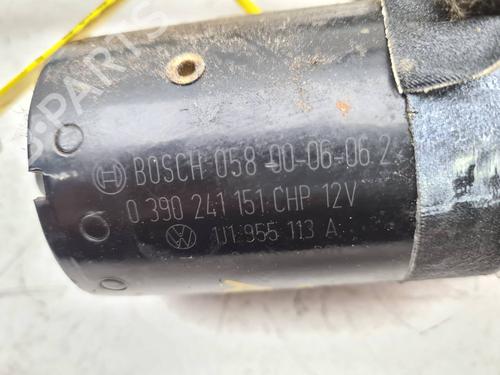 BOSCH 058 00-06-06 2
0 390 241 151 CHP 12V
1J1 955 113 A